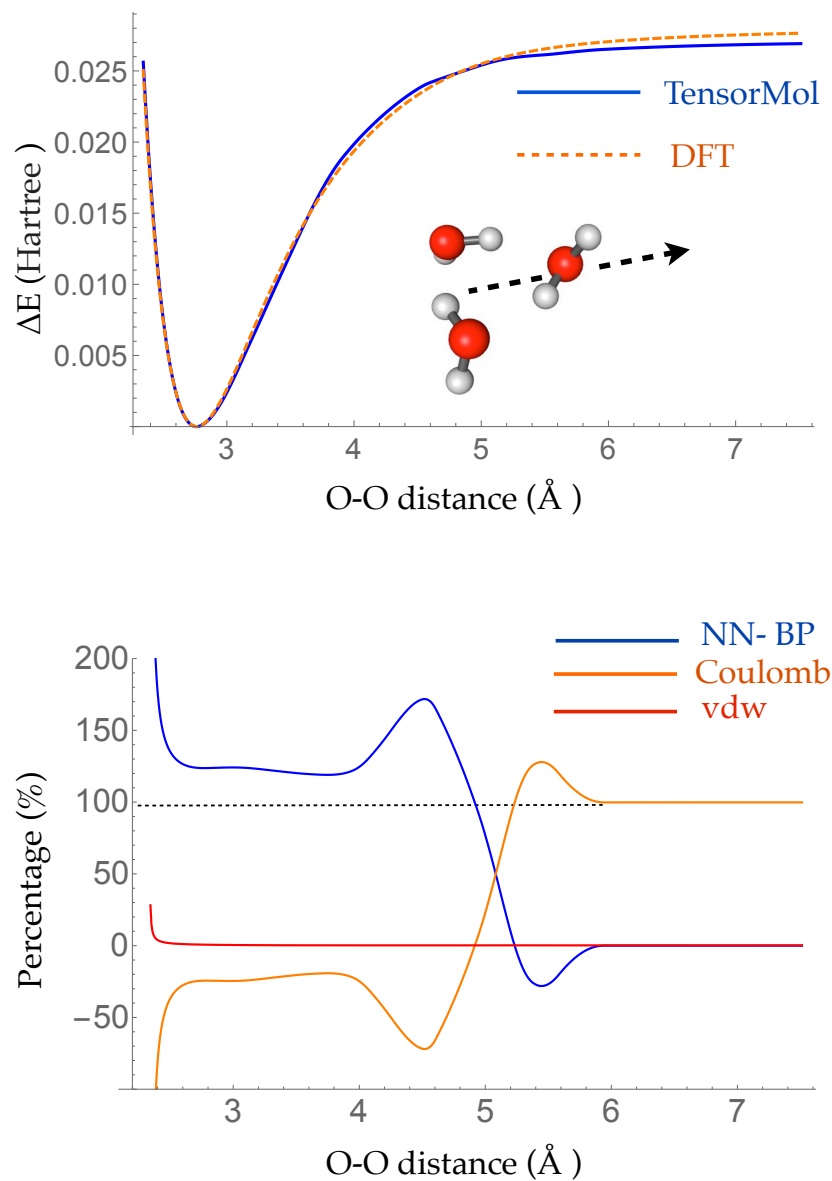 0.025
0.020
0.015
0.010
0.005
ΔE (Hartree )
TensorMol
DFT
3 4 5 6 7
O-O distance (Å )
NN- BP
Coulomb
vdw
200
150
100
50
0
−50
Percentage (%)
3 4 5 6 7
O-O distance (Å )